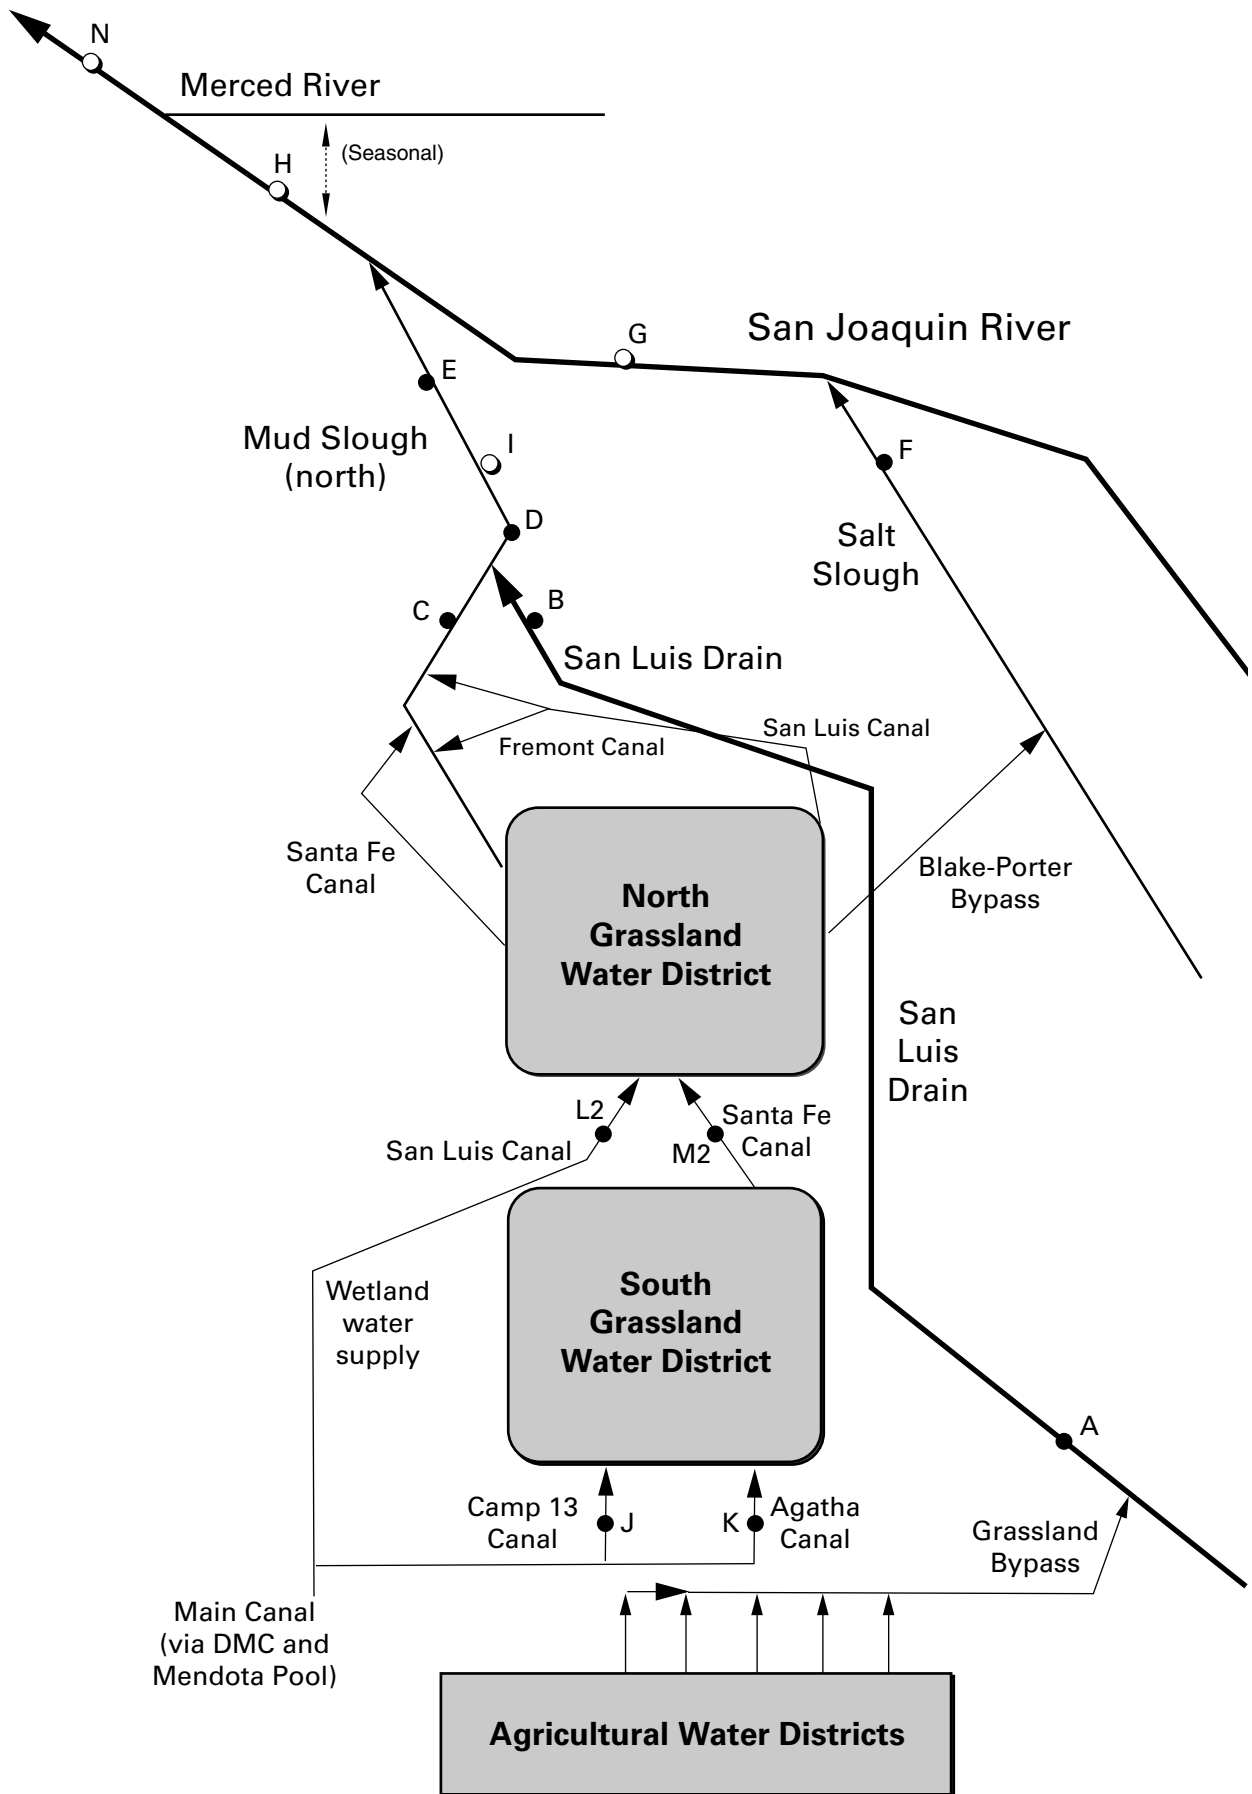 N
Merced River
H
(Seasonal)
G
San Joaquin River
E
Mud Slough
(north)
I
F
D
Salt
Slough
C
B
San Luis Drain
San Luis Canal
Fremont Canal
Santa Fe
Canal
Blake-Porter
Bypass
North
Grassland
Water District
San
Luis
Drain
L2
Santa Fe
Canal
San Luis Canal
M2
Wetland
water
supply
South
Grassland
Water District
A
Camp 13
Canal
J
K
Agatha
Canal
Grassland
Bypass
Main Canal
(via DMC and
Mendota Pool)
Agricultural Water Districts